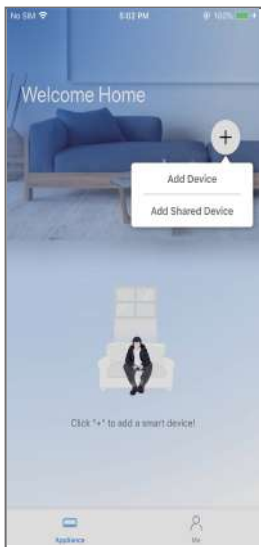 No SIM 5:02 PM 100%
Welcome Home
+
Add Device
Add Shared Device
Click "+" to add a smart device!
Appliance Me